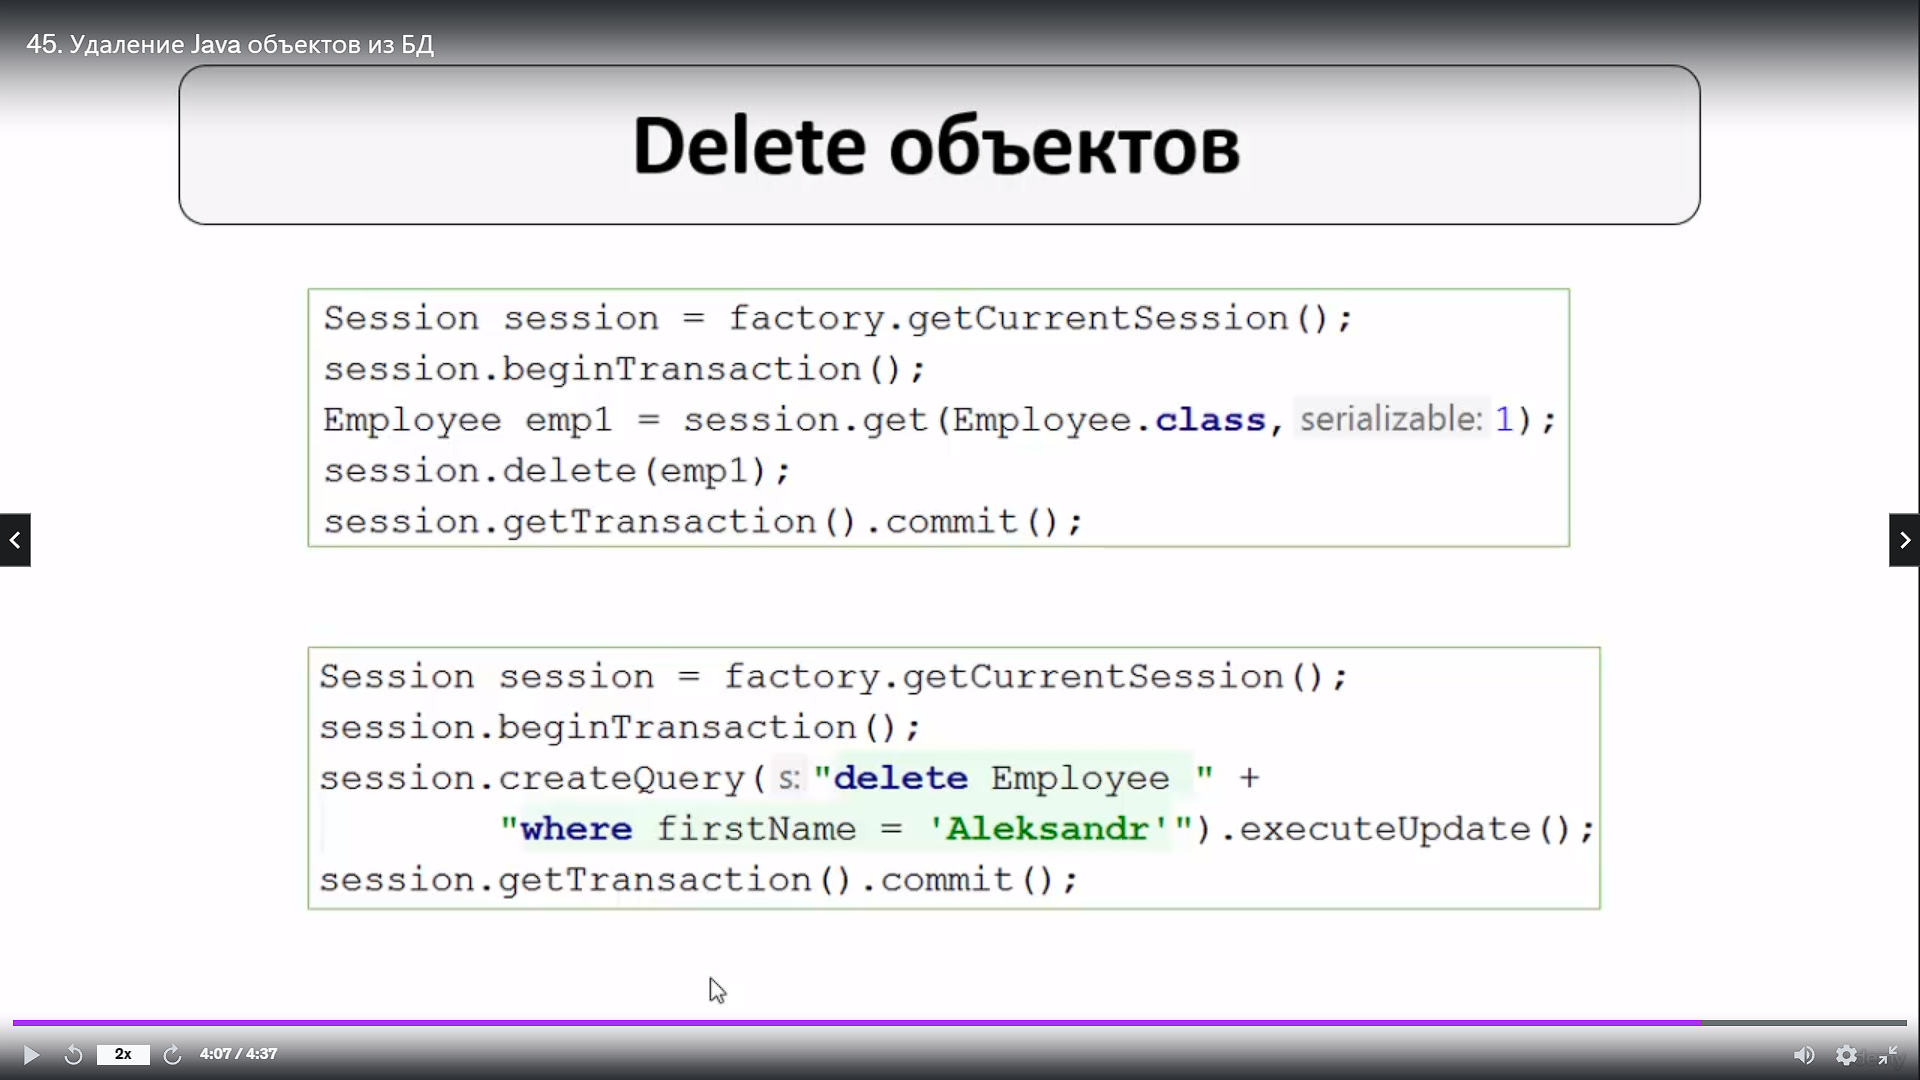 45. Удаление Java объектов из БД
Delete объектов
Session session = factory.getCurrentSession();
session.beginTransaction();
Employee emp1 = session.get(Employee.class, serializable: 1);
session.delete(emp1);
session.getTransaction().commit();
Session session = factory.getCurrentSession();
session.beginTransaction();
session.createQuery( s: "delete Employee " +
"where firstName = 'Aleksandr'").executeUpdate();
session.getTransaction().commit();
2x 4:07 / 4:37